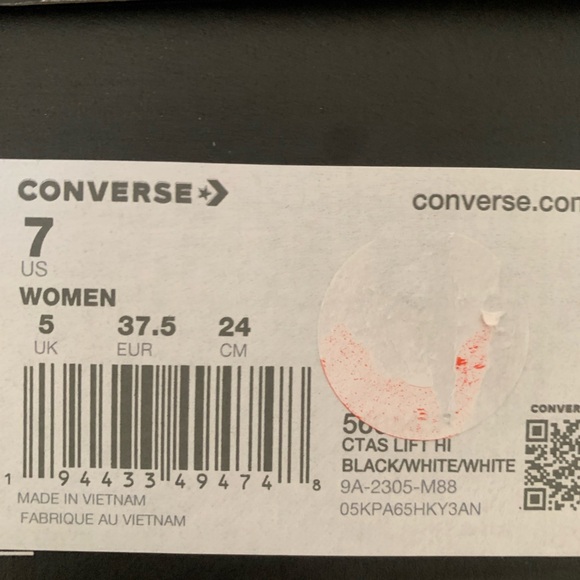 CONVERSE
converse.com
7
US
WOMEN
5 37.5 24
UK EUR CM
CTAS LIFT HI
BLACK/WHITE/WHITE
1 94433 49474 8
9A-2305-M88
MADE IN VIETNAM
05KPA65HKY3AN
FABRIQUE AU VIETNAM